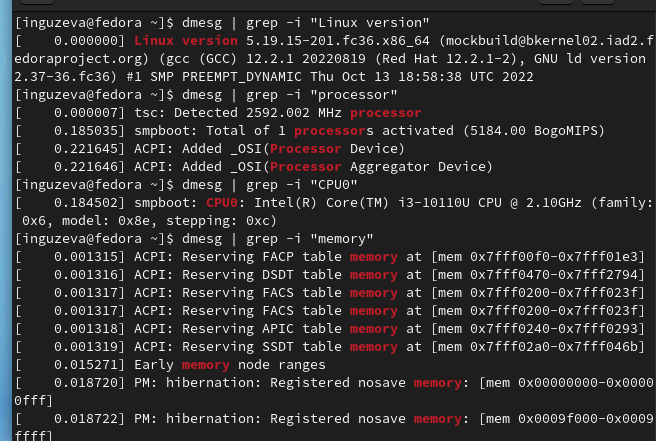 [inguzeva@fedora ~]$ dmesg | grep -i "Linux version"
[    0.000000] Linux version 5.19.15-201.fc36.x86_64 (mockbuild@bkernel02.iad2.f
edoraproject.org) (gcc (GCC) 12.2.1 20220819 (Red Hat 12.2.1-2), GNU ld version
2.37-36.fc36) #1 SMP PREEMPT_DYNAMIC Thu Oct 13 18:58:38 UTC 2022
[inguzeva@fedora ~]$ dmesg | grep -i "processor"
[    0.000007] tsc: Detected 2592.002 MHz processor
[    0.185035] smpboot: Total of 1 processors activated (5184.00 BogoMIPS)
[    0.221645] ACPI: Added _OSI(Processor Device)
[    0.221646] ACPI: Added _OSI(Processor Aggregator Device)
[inguzeva@fedora ~]$ dmesg | grep -i "CPU0"
[    0.184502] smpboot: CPU0: Intel(R) Core(TM) i3-10110U CPU @ 2.10GHz (family:
 0x6, model: 0x8e, stepping: 0xc)
[inguzeva@fedora ~]$ dmesg | grep -i "memory"
[    0.001315] ACPI: Reserving FACP table memory at [mem 0x7fff00f0-0x7fff01e3]
[    0.001316] ACPI: Reserving DSDT table memory at [mem 0x7fff0470-0x7fff2794]
[    0.001317] ACPI: Reserving FACS table memory at [mem 0x7fff0200-0x7fff023f]
[    0.001317] ACPI: Reserving FACS table memory at [mem 0x7fff0200-0x7fff023f]
[    0.001318] ACPI: Reserving APIC table memory at [mem 0x7fff0240-0x7fff0293]
[    0.001319] ACPI: Reserving SSDT table memory at [mem 0x7fff02a0-0x7fff046b]
[    0.015271] Early memory node ranges
[    0.018720] PM: hibernation: Registered nosave memory: [mem 0x00000000-0x0000
0fff]
[    0.018722] PM: hibernation: Registered nosave memory: [mem 0x0009f000-0x0009
ffff]